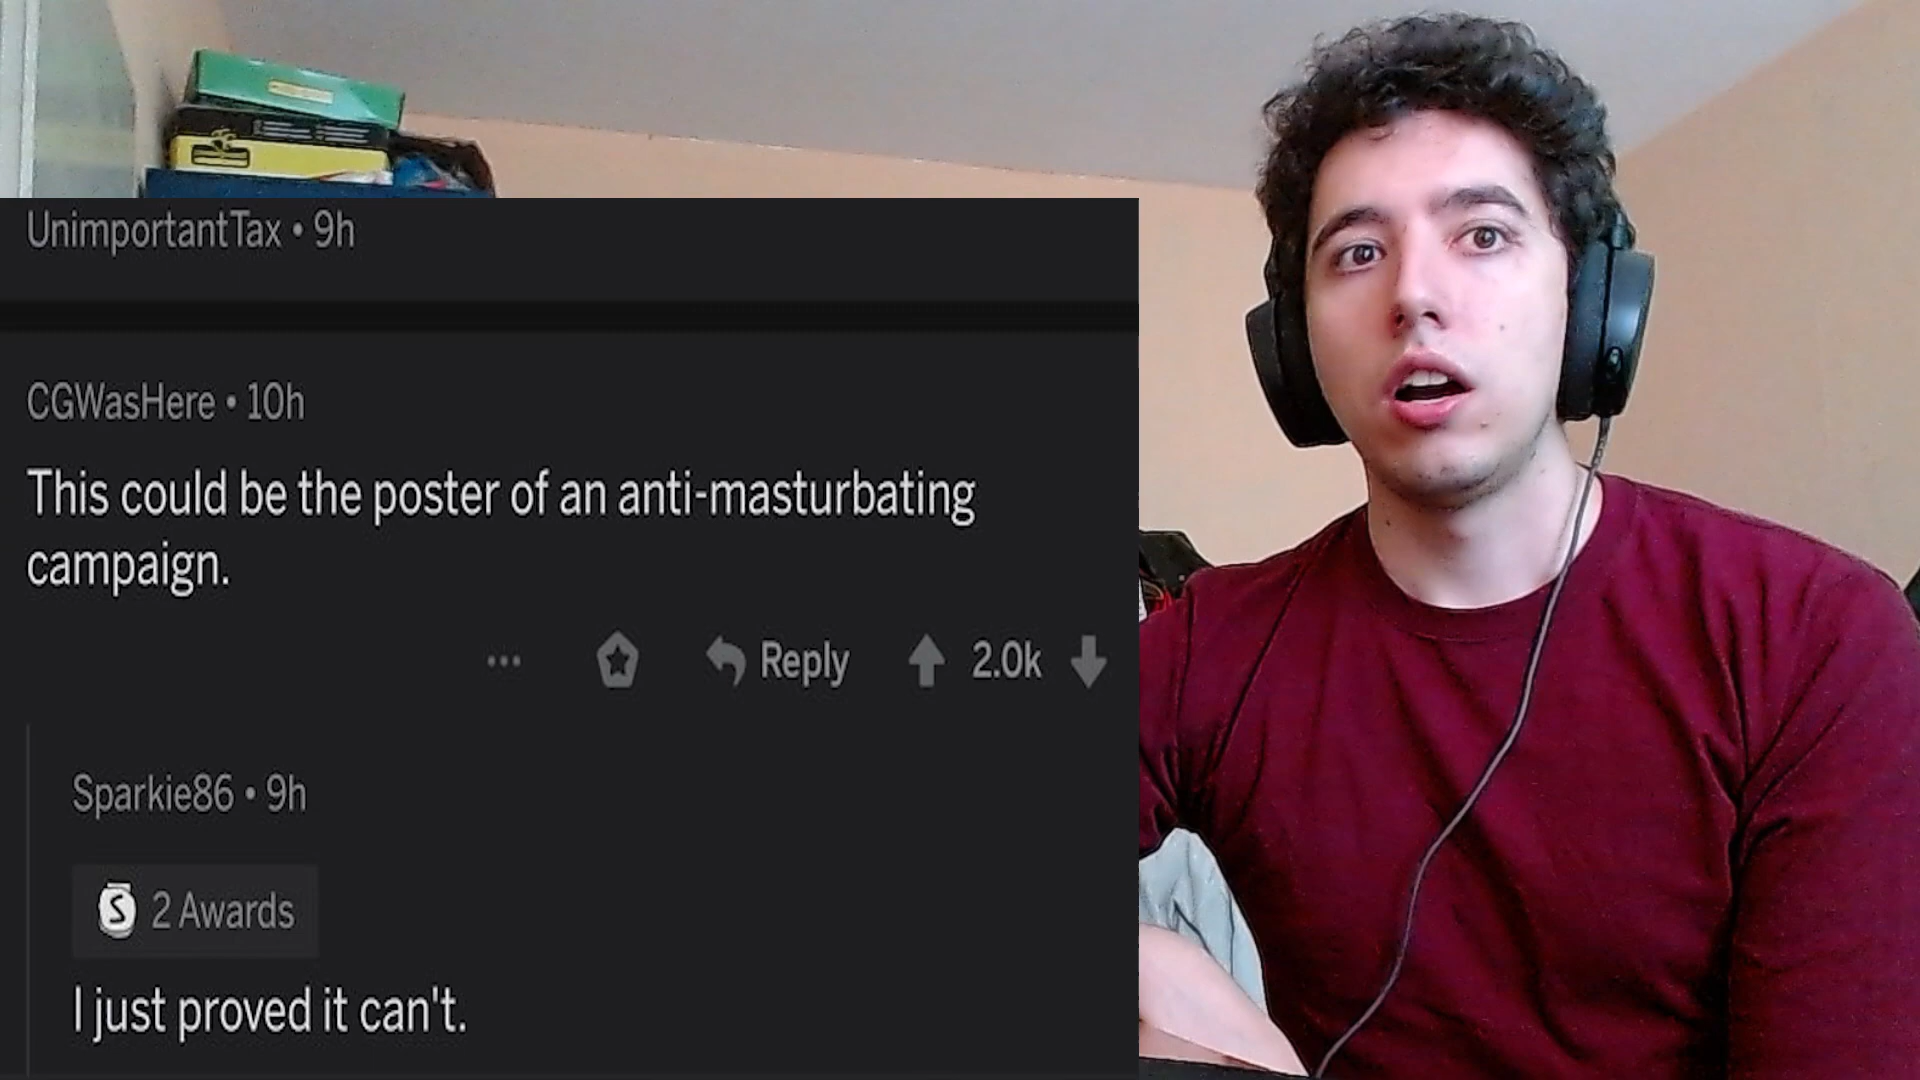 UnimportantTax • 9h
CGWasHere • 10h
This could be the poster of an anti-masturbating
campaign.
Reply 2.0k
Sparkie86 • 9h
S 2 Awards
I just proved it can't.